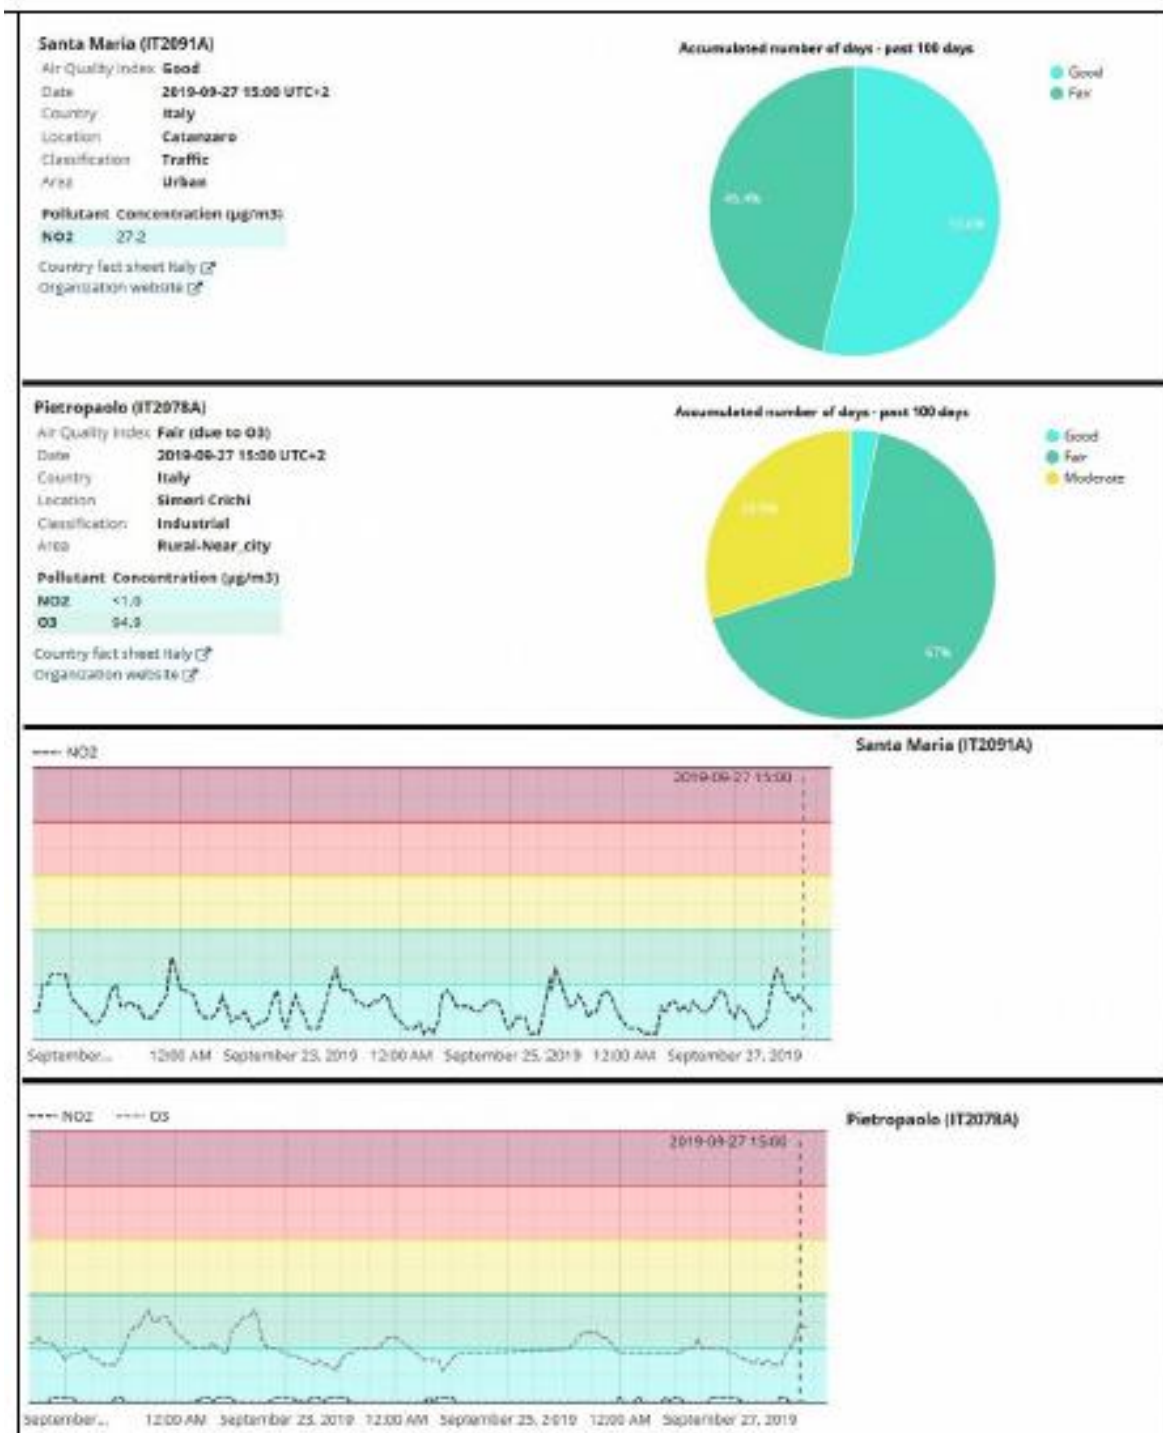 Santa Maria (IT2091A)
Air Quality Index Good
Date 2019-09-27 15:00 UTC+2
Country Italy
Location Catanzaro
Classification Traffic
Area Urban
Pollutant Concentration (µg/m3)
NO2 27.2
Country fact sheet Italy
Organization website
Accumulated number of days - past 100 days
Good
Fair
Pietropaolo (IT2078A)
Air Quality Index Fair (due to O3)
Date 2019-09-27 15:00 UTC+2
Country Italy
Location Simeri Crichi
Classification Industrial
Area Rural-Near_city
Pollutant Concentration (µg/m3)
NO2 <1.0
O3
Country fact sheet Italy
Organization website
Accumulated number of days - past 100 days
Good
Fair
Moderate
67%
NO2
Santa Maria (IT2091A)
2019-09-27 15:00
September... 12:00 AM September 23, 2019 12:00 AM September 25, 2019 12:00 AM September 27, 2019
NO2 O3
Pietropaolo (IT2078A)
2019-09-27 15:00
September... 12:00 AM September 23, 2019 12:00 AM September 25, 2019 12:00 AM September 27, 2019